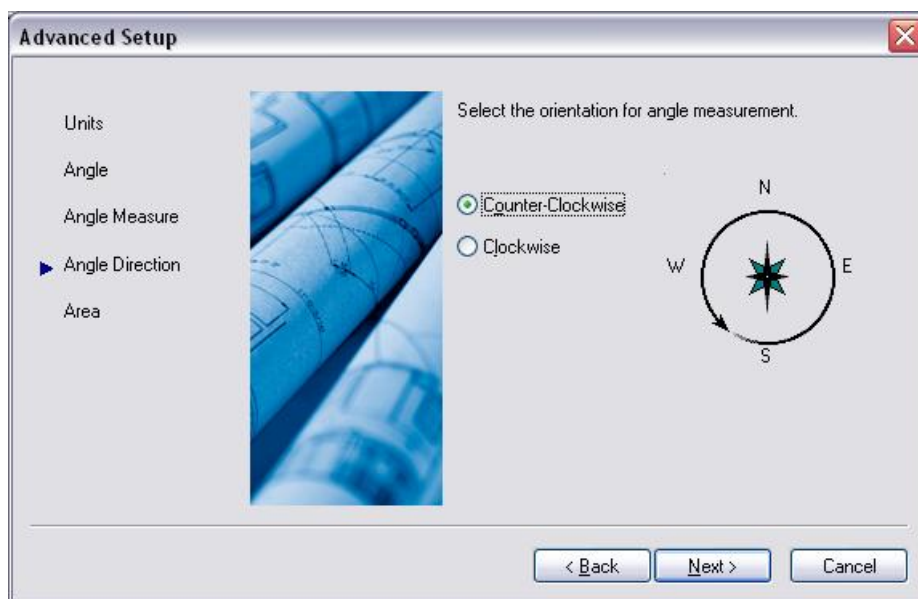 Advanced Setup
Units
Angle
Angle Measure
Angle Direction
Area
Select the orientation for angle measurement.
Counter-Clockwise
Clockwise
N
W
E
S
< Back
Next >
Cancel